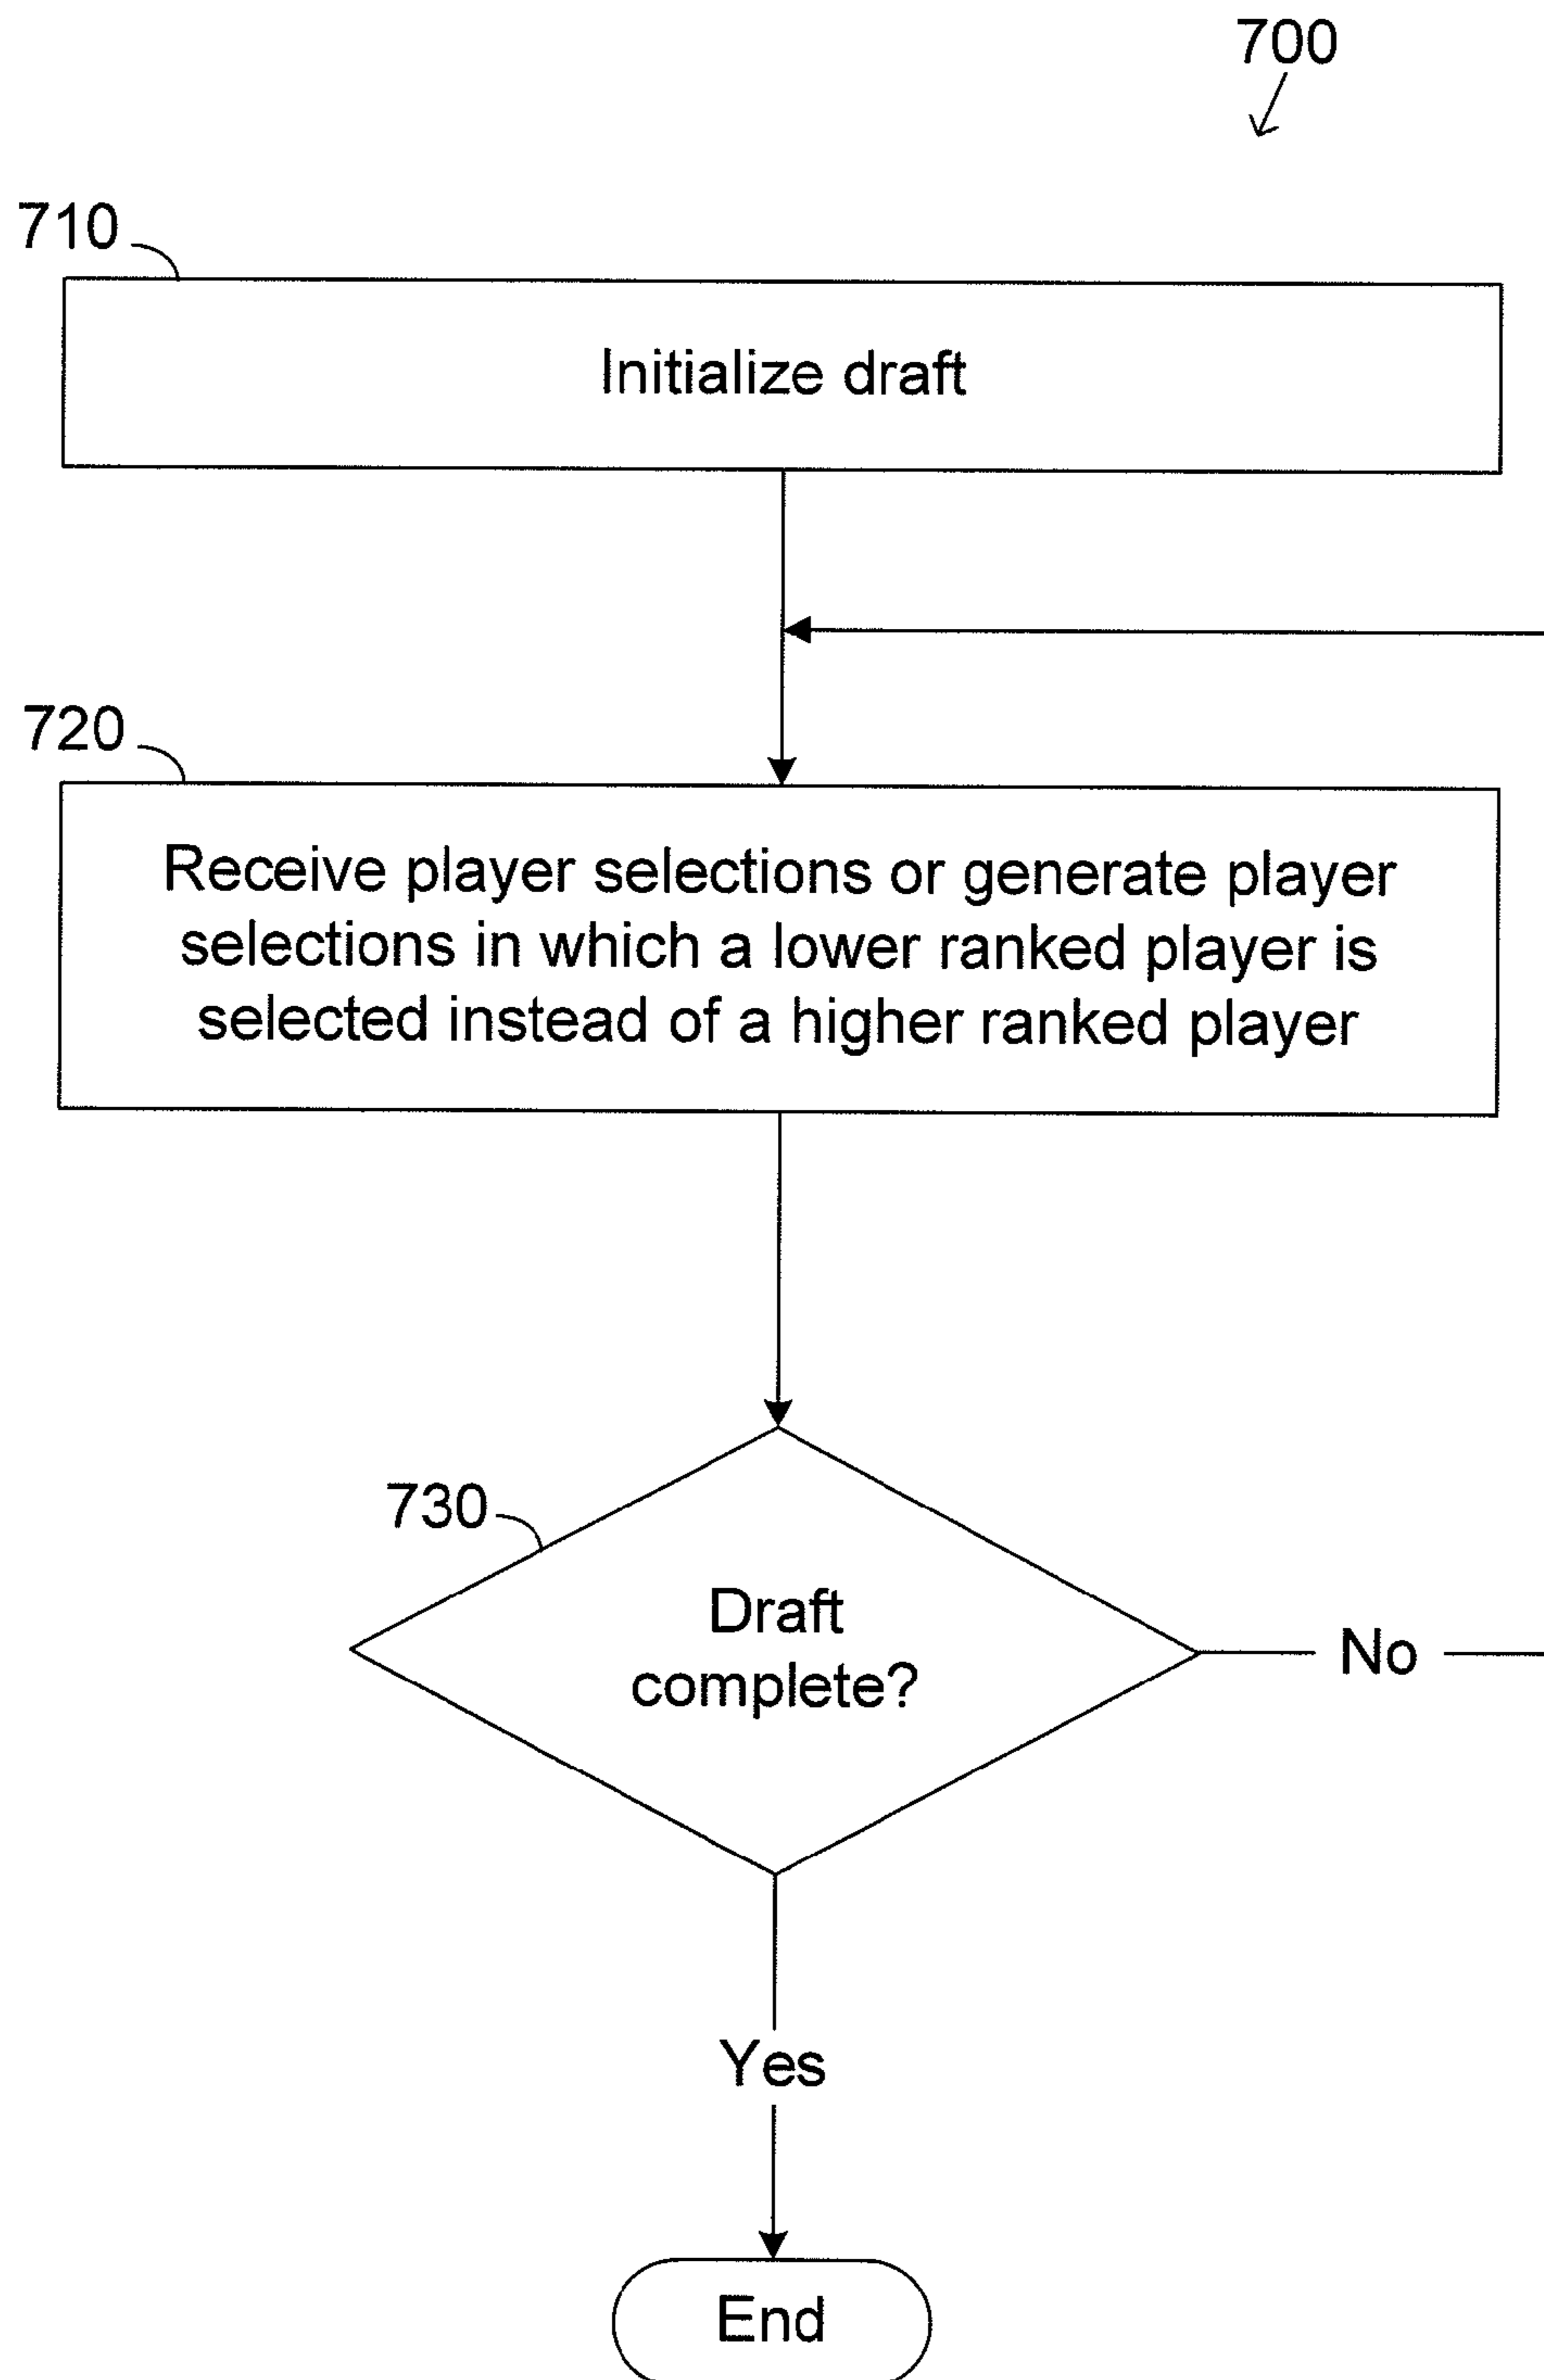 700
710
Initialize draft
720
Receive player selections or generate player
selections in which a lower ranked player is
selected instead of a higher ranked player
730
Draft
complete?
No
Yes
End